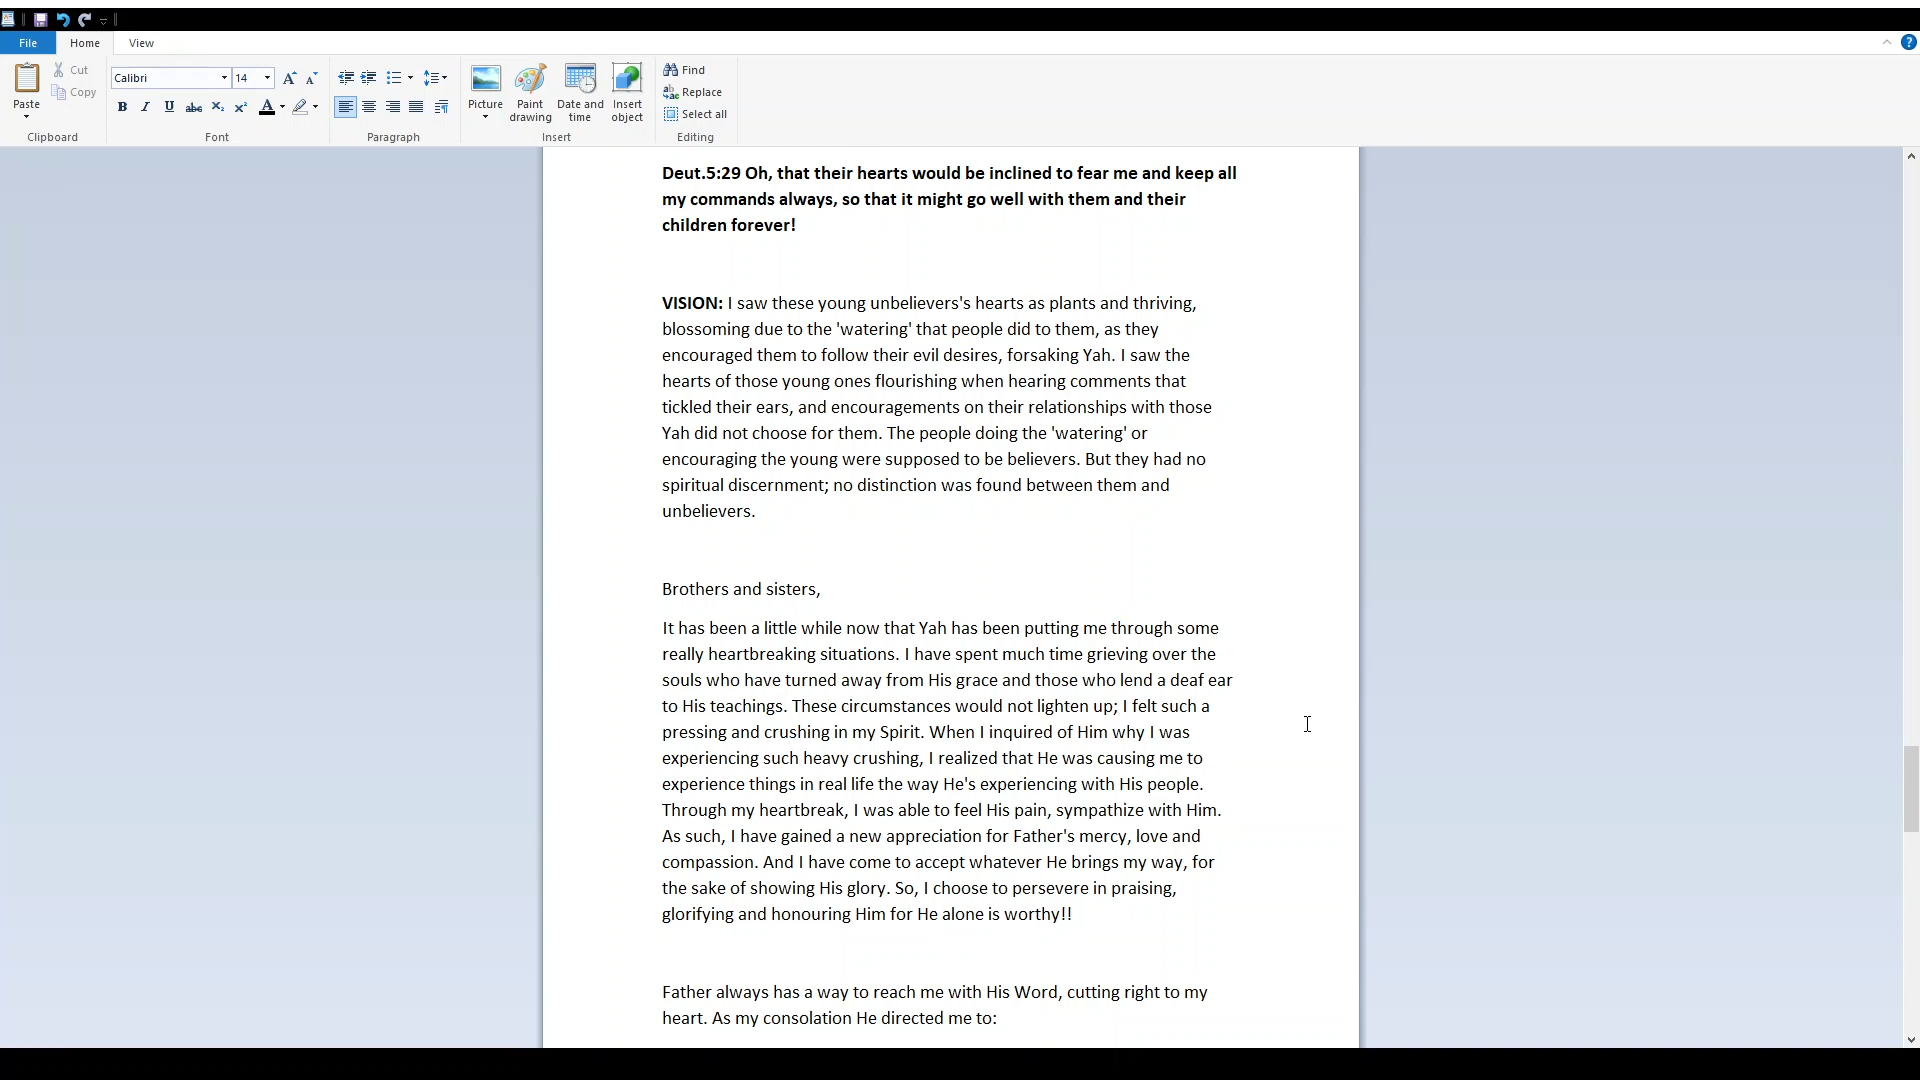 File Home View
Paste
Cut
Copy
Clipboard
Calibri 14
B I U abc X₂ X² A
Font
Paragraph
Picture
Paint drawing
Date and time
Insert object
Insert
Find
Replace
Select all
Editing
Deut.5:29 Oh, that their hearts would be inclined to fear me and keep all
my commands always, so that it might go well with them and their
children forever!
VISION: I saw these young unbelievers's hearts as plants and thriving,
blossoming due to the 'watering' that people did to them, as they
encouraged them to follow their evil desires, forsaking Yah. I saw the
hearts of those young ones flourishing when hearing comments that
tickled their ears, and encouragements on their relationships with those
Yah did not choose for them. The people doing the 'watering' or
encouraging the young were supposed to be believers. But they had no
spiritual discernment; no distinction was found between them and
unbelievers.
Brothers and sisters,
It has been a little while now that Yah has been putting me through some
really heartbreaking situations. I have spent much time grieving over the
souls who have turned away from His grace and those who lend a deaf ear
to His teachings. These circumstances would not lighten up; I felt such a
pressing and crushing in my Spirit. When I inquired of Him why I was
experiencing such heavy crushing, I realized that He was causing me to
experience things in real life the way He's experiencing with His people.
Through my heartbreak, I was able to feel His pain, sympathize with Him.
As such, I have gained a new appreciation for Father's mercy, love and
compassion. And I have come to accept whatever He brings my way, for
the sake of showing His glory. So, I choose to persevere in praising,
glorifying and honouring Him for He alone is worthy!!
Father always has a way to reach me with His Word, cutting right to my
heart. As my consolation He directed me to: